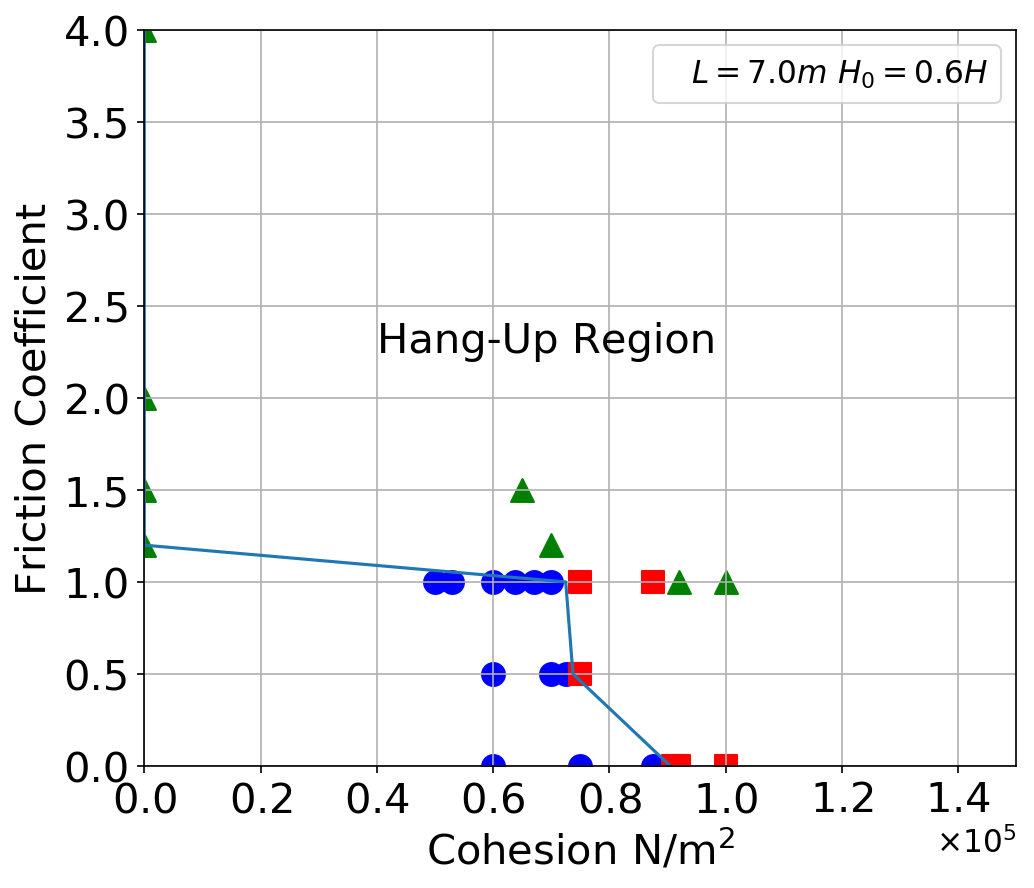 4.0
L = 7.0m H₀ = 0.6H
3.5
3.0
2.5
Hang-Up Region
2.0
1.5
1.0
0.5
0.0
Friction Coefficient
0.0 0.2 0.4 0.6 0.8 1.0 1.2 1.4
×10⁵
Cohesion N/m²